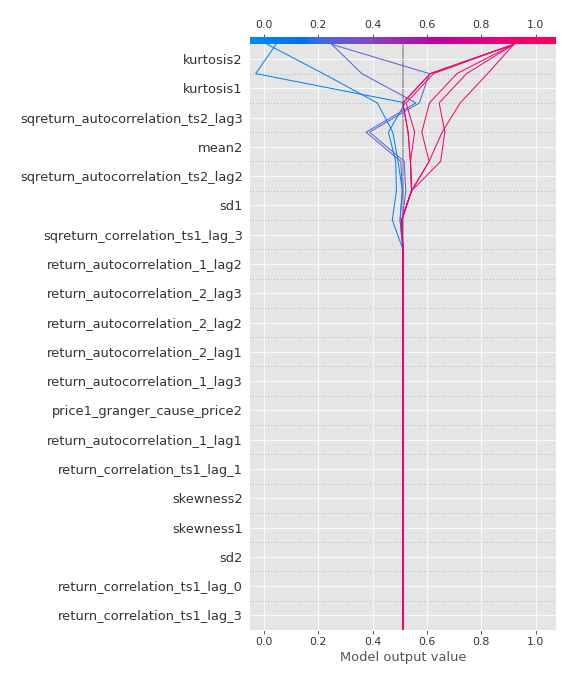 0.0 0.2 0.4 0.6 0.8 1.0
kurtosis2
kurtosis1
sqreturn_autocorrelation_ts2_lag3
mean2
sqreturn_autocorrelation_ts2_lag2
sd1
sqreturn_correlation_ts1_lag_3
return_autocorrelation_1_lag2
return_autocorrelation_2_lag3
return_autocorrelation_2_lag2
return_autocorrelation_2_lag1
return_autocorrelation_1_lag3
price1_granger_cause_price2
return_autocorrelation_1_lag1
return_correlation_ts1_lag_1
skewness2
skewness1
sd2
return_correlation_ts1_lag_0
return_correlation_ts1_lag_3
0.0 0.2 0.4 0.6 0.8 1.0
Model output value